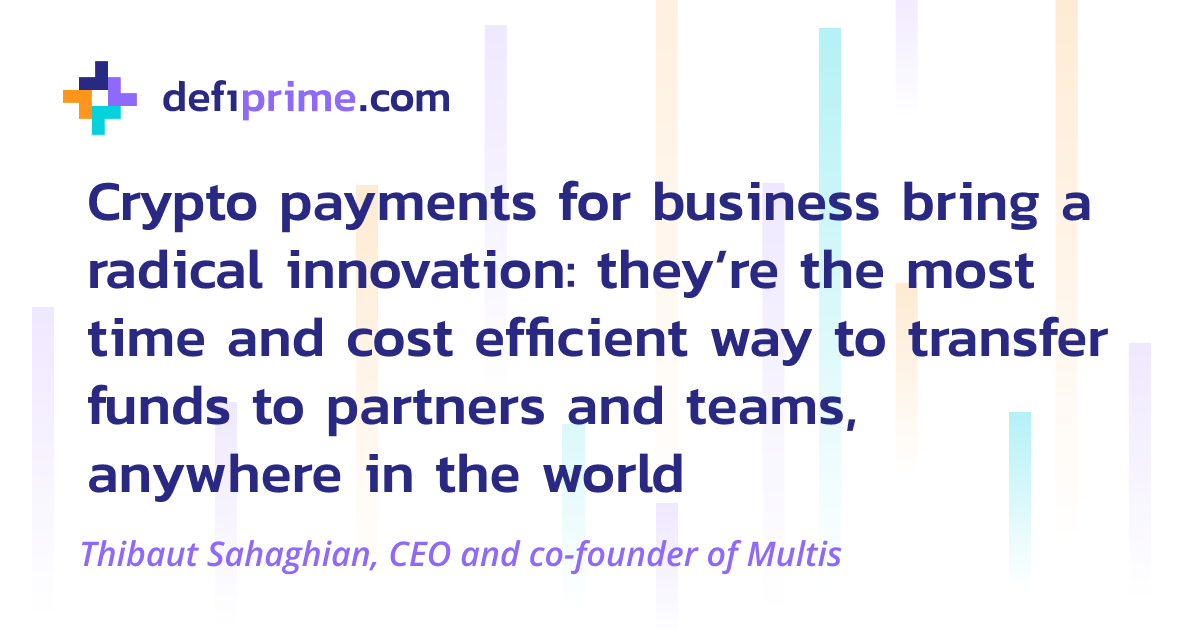 defiprime.com
Crypto payments for business bring a
radical innovation: they’re the most
time and cost efficient way to transfer
funds to partners and teams,
anywhere in the world
Thibaut Sahaghian, CEO and co-founder of Multis